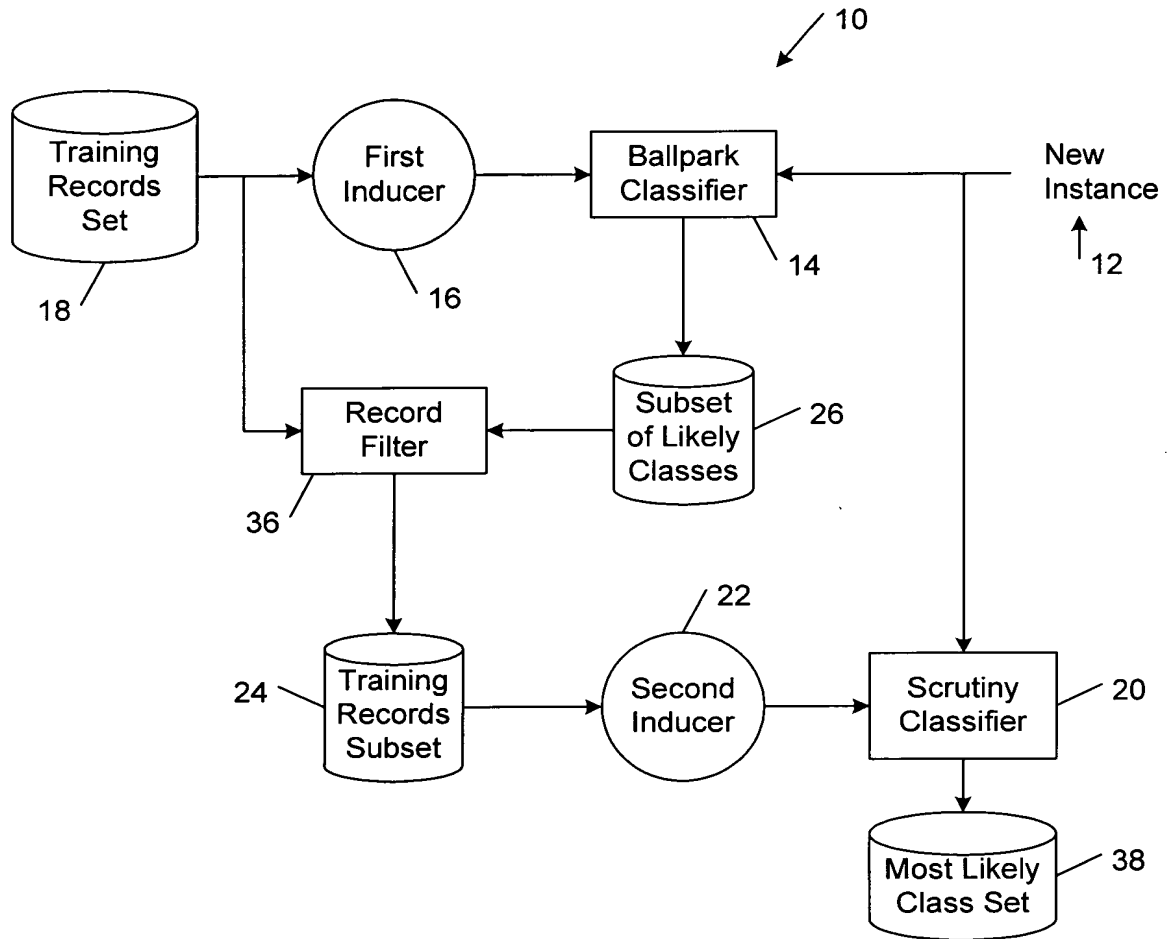 10
Training
Records
Set
First
Inducer
Ballpark
Classifier
New
Instance
18
16
14
12
Record
Filter
Subset
of Likely
Classes
26
36
22
24
Training
Records
Subset
Second
Inducer
Scrutiny
Classifier
20
Most Likely
Class Set
38